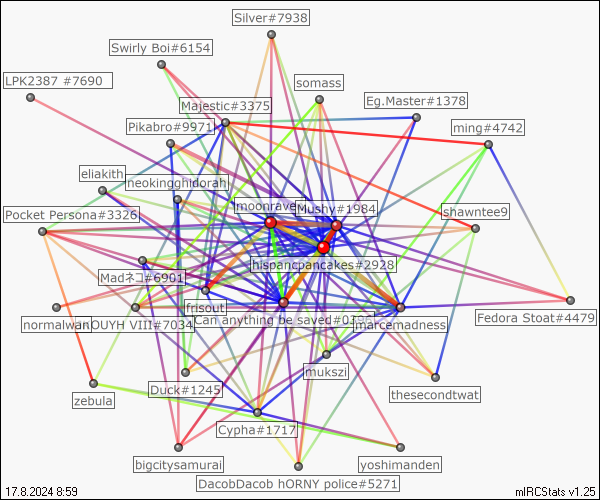 Silver#7938
Swirly Boi#6154
LPK2387 #7690
somass
Eg.Master#1378
Majestic#3375
Pikabro#9971
ming#4742
eliakith
neokingghidorah
moonrave
Mushy#1984
Pocket Persona#3326
shawntee9
hispancpancakes#2928
Madネコ#6901
frisout
normalwan
OUYH VIII#7034
Can anything be saved#0396
marcemadness
Fedora Stoat#4479
mukszi
zebula
Duck#1245
thesecondtwat
Cypha#1717
bigcitysamurai
yoshimanden
DacobDacob hORNY police#5271
17.8.2024 8:59
mIRCStats v1.25